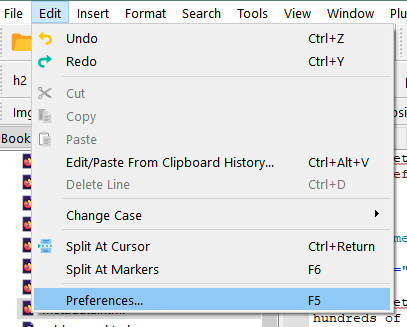 File Edit Insert Format Search Tools View Window
Undo Ctrl+Z
Redo Ctrl+Y
h2
Cut
Copy
Img
Paste
Book
Edit/Paste From Clipboard History... Ctrl+Alt+V
Delete Line Ctrl+D
Change Case
Split At Cursor Ctrl+Return
Split At Markers F6
Preferences... F5
hundreds of